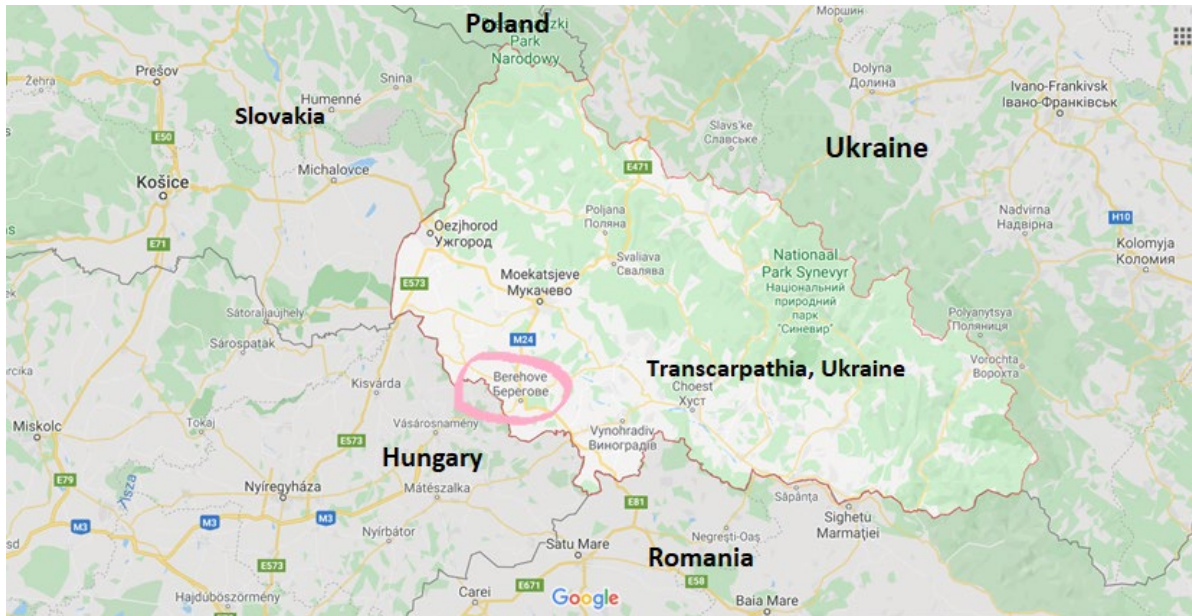 Poland
Park
Narodowy
Моршин
Prešov
Žehra
Snina
Dolyna
Долина
Ivano-Frankivsk
Івано-Франківськ
Humenné
Slovakia
Slavs'ke
Славське
Ukraine
E50
Michalovce
E471
Košice
Poljana
Поляна
Nadvirna
Надвірна
H10
Oezjhorod
Ужгород
Kolomyja
Коломия
E71
Svaliava
Свалява
Nationaal
Park Synevyr
Національний
природний
парк
"Синевир"
Moekatsjeve
Мукачево
E573
Sátoraljaújhely
Polyanytsya
Поляниця
Sárospatak
M24
Vorochta
Ворохта
Transcarpathia, Ukraine
Berehove
Берегове
Kisvárda
Choest
Хуст
Tokaj
Vásárosnamény
Miskolc
Vynohradiv
Виноградів
E573
Hungary
E79
Nyíregyháza
Mátészalka
Săpânța
Sighetu
Marmației
E81
M3
M3
M3
Nyírbátor
Negrești-Oaș
Satu Mare
Romania
E573
E671
Carei
Google
E58
Hajdúböszörmény
Baia Mare